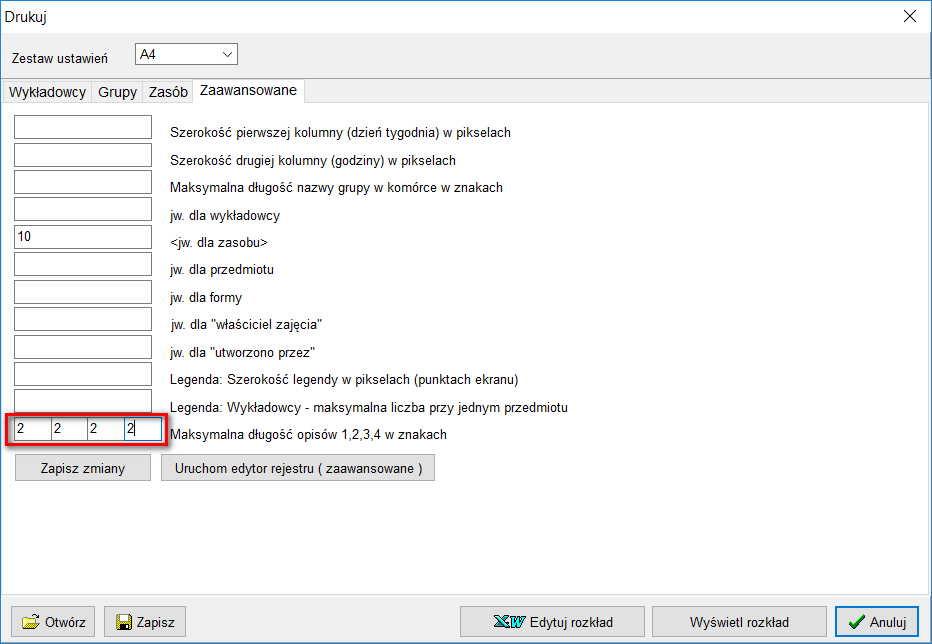 Drukuj
Zestaw ustawień A4
Wykładowcy Grupy Zasób Zaawansowane
Szerokość pierwszej kolumny (dzień tygodnia) w pikselach
Szerokość drugiej kolumny (godziny) w pikselach
Maksymalna długość nazwy grupy w komórce w znakach
jw. dla wykładowcy
10 <jw. dla zasobu>
jw. dla przedmiotu
jw. dla formy
jw. dla "właściciel zajęcia"
jw. dla "utworzono przez"
Legenda: Szerokość legendy w pikselach (punktach ekranu)
Legenda: Wykładowcy - maksymalna liczba przy jednym przedmiotu
2 2 2 2 Maksymalna długość opisów 1,2,3,4 w znakach
Zapisz zmiany Uruchom edytor rejestru ( zaawansowane )
Otwórz Zapisz XW Edytuj rozkład Wyświetl rozkład Anuluj